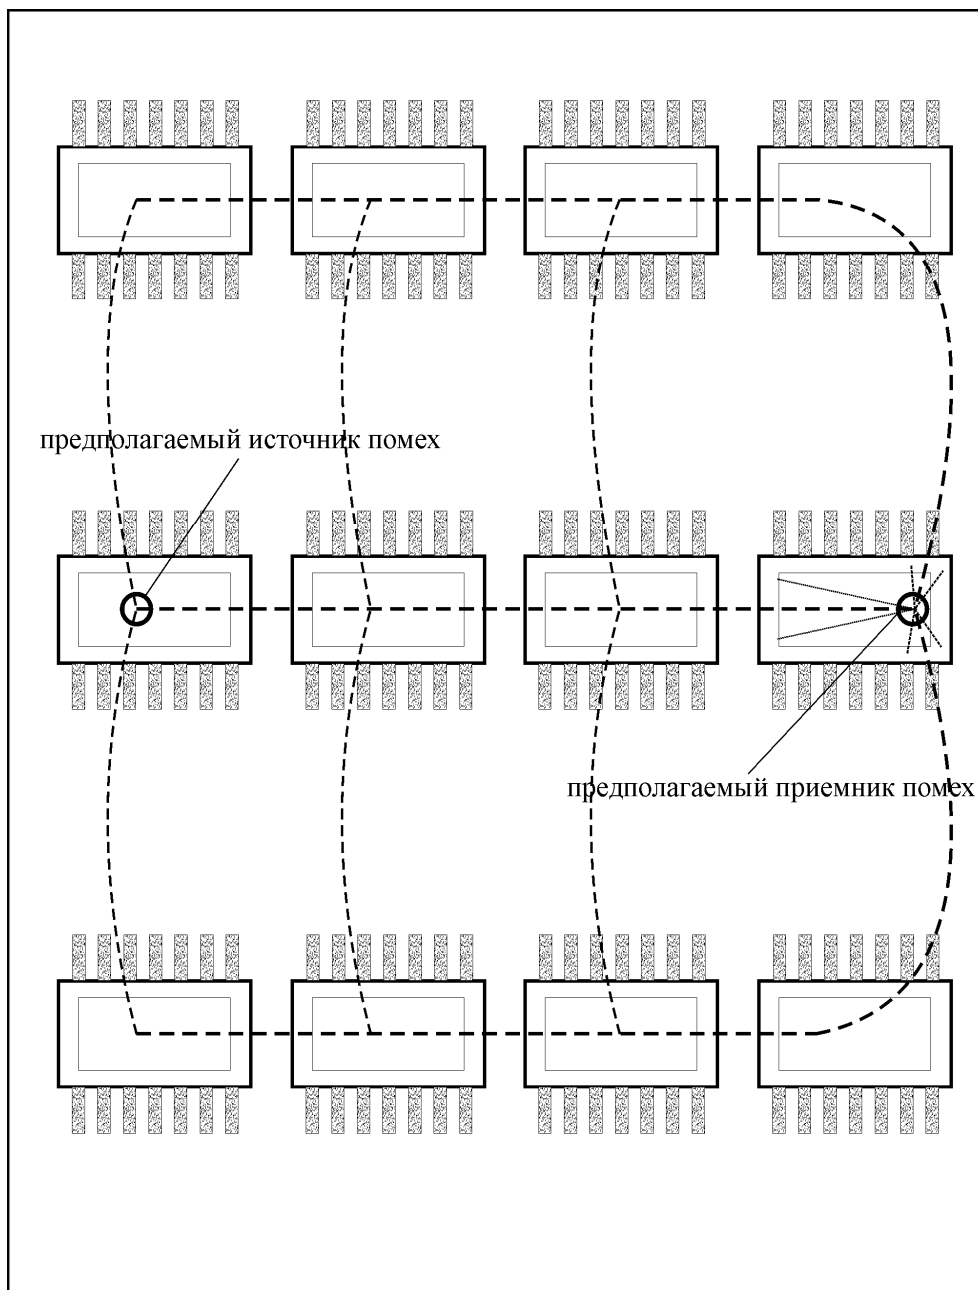 предполагаемый источник помех
предполагаемый приемник помех